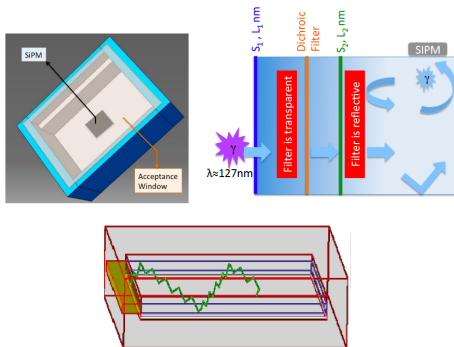 SiPM
Acceptance
Window
S₁ , L₁ nm
Dichroic
Filter
S₂ , L₂ nm
SIPM
γ
γ
λ≈127nm
Filter is transparent
Filter is reflective